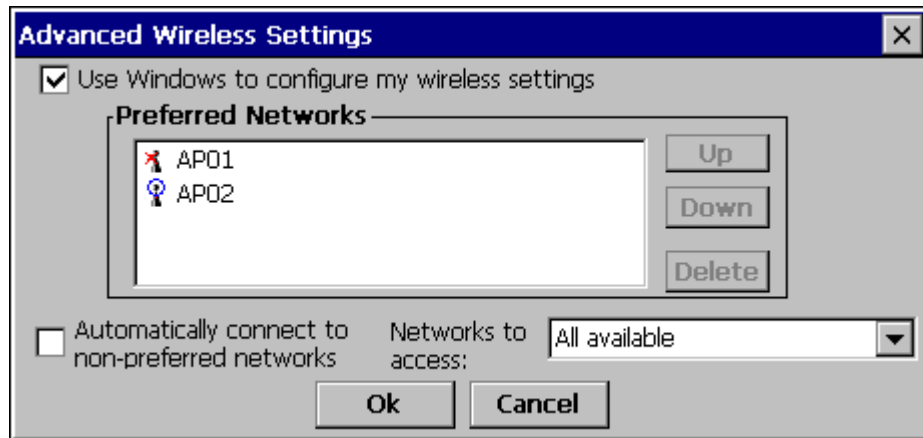 Advanced Wireless Settings
Use Windows to configure my wireless settings
Preferred Networks
AP01
AP02
Up
Down
Delete
Automatically connect to
non-preferred networks
Networks to
access:
All available
Ok
Cancel